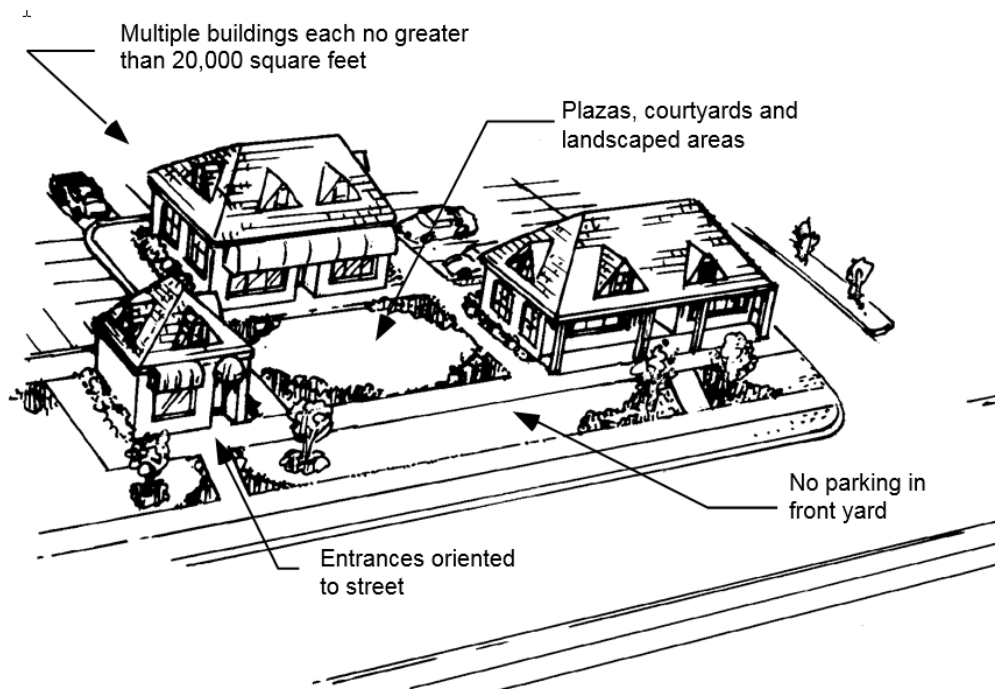 Multiple buildings each no greater
than 20,000 square feet
Plazas, courtyards and
landscaped areas
No parking in
front yard
Entrances oriented
to street